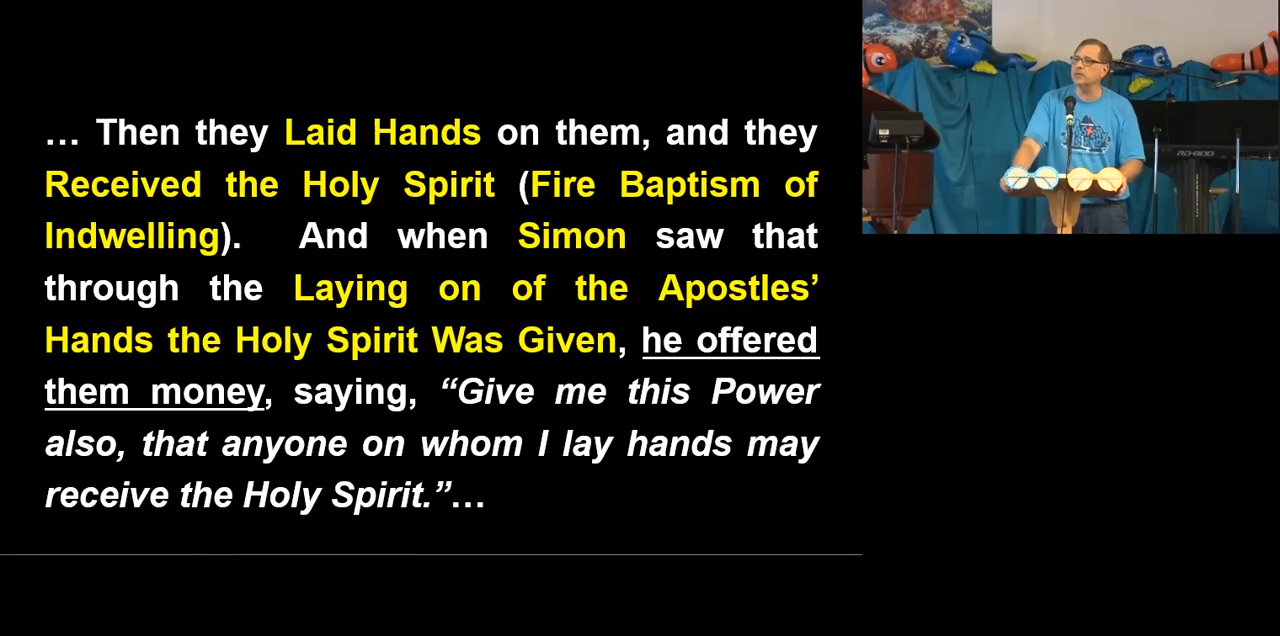 … Then they Laid Hands on them, and they
Received the Holy Spirit (Fire Baptism of
Indwelling). And when Simon saw that
through the Laying on of the Apostles’
Hands the Holy Spirit Was Given, he offered
them money, saying, “Give me this Power
also, that anyone on whom I lay hands may
receive the Holy Spirit.”…
RD-800